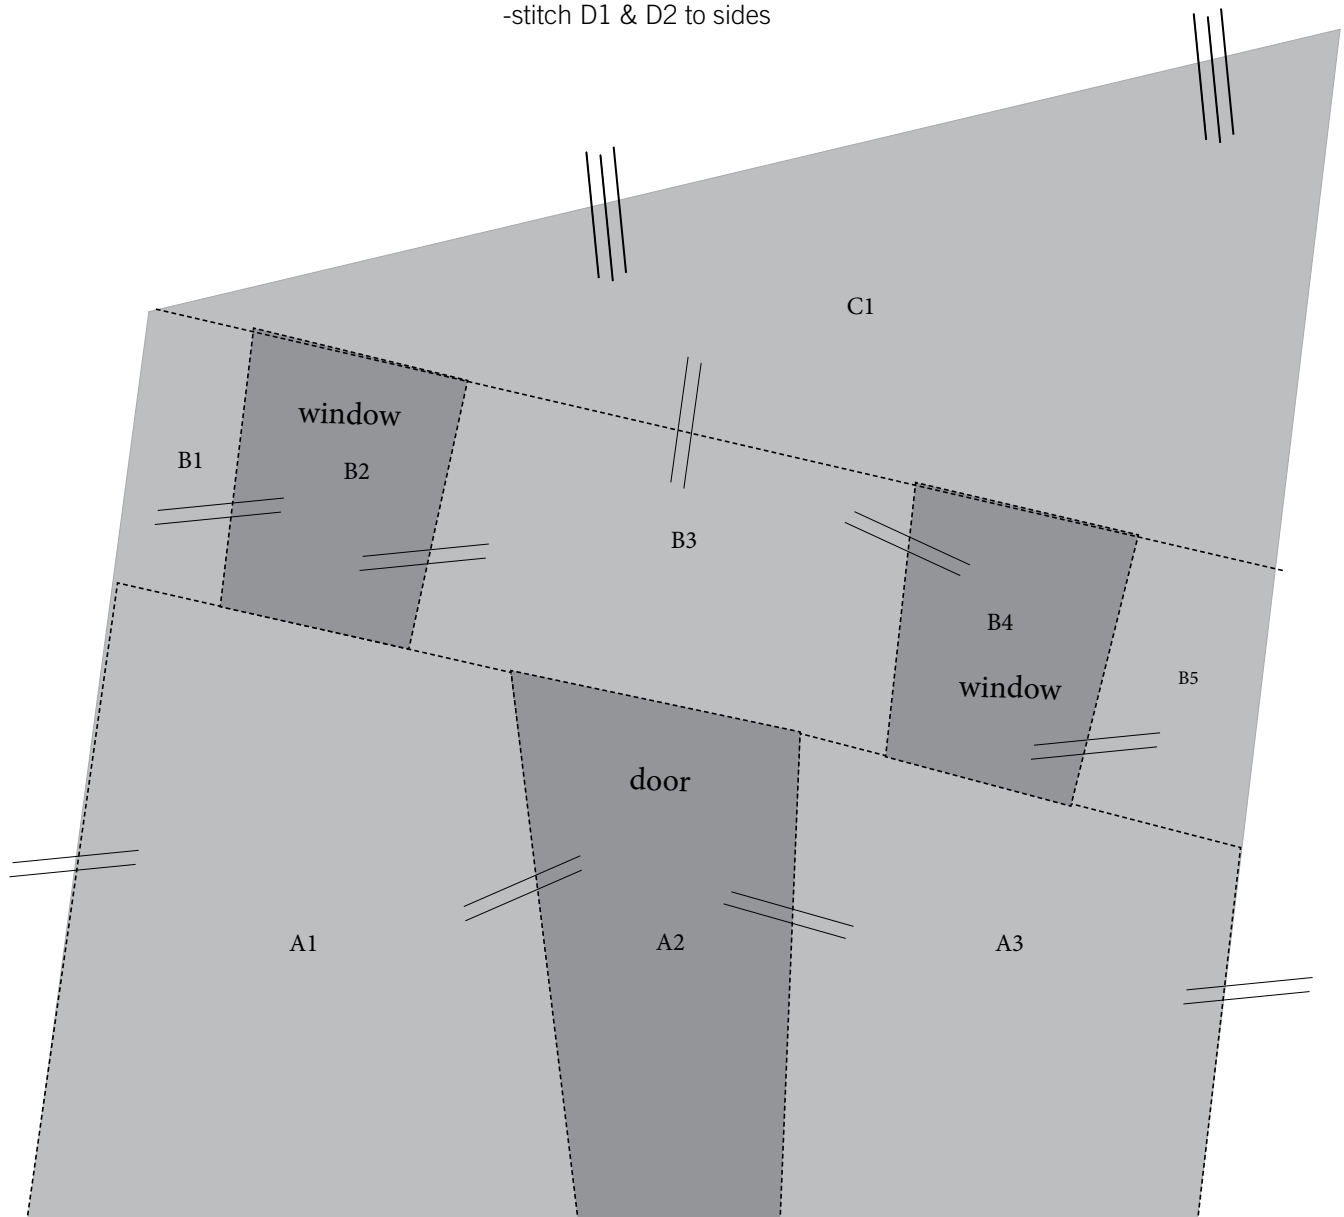 -stitch D1 & D2 to sides
C1
window
B1
B2
B3
B4
window
B5
door
A1
A2
A3